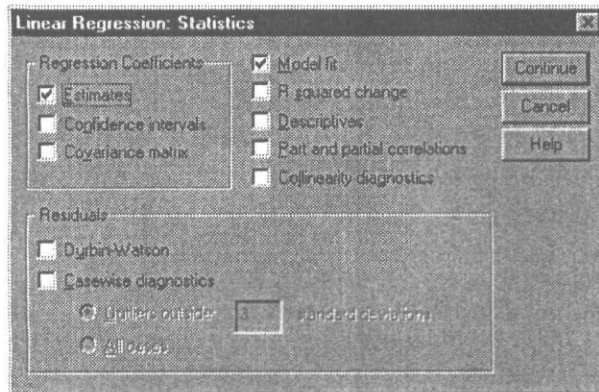 Linear Regression: Statistics
Regression Coefficients
Estimates
Confidence intervals
Covariance matrix
Model fit
R squared change
Descriptives
Part and partial correlations
Collinearity diagnostics
Continue
Cancel
Help
Residuals
Durbin-Watson
Casewise diagnostics
Outliers outside: 3 standard deviations
All cases